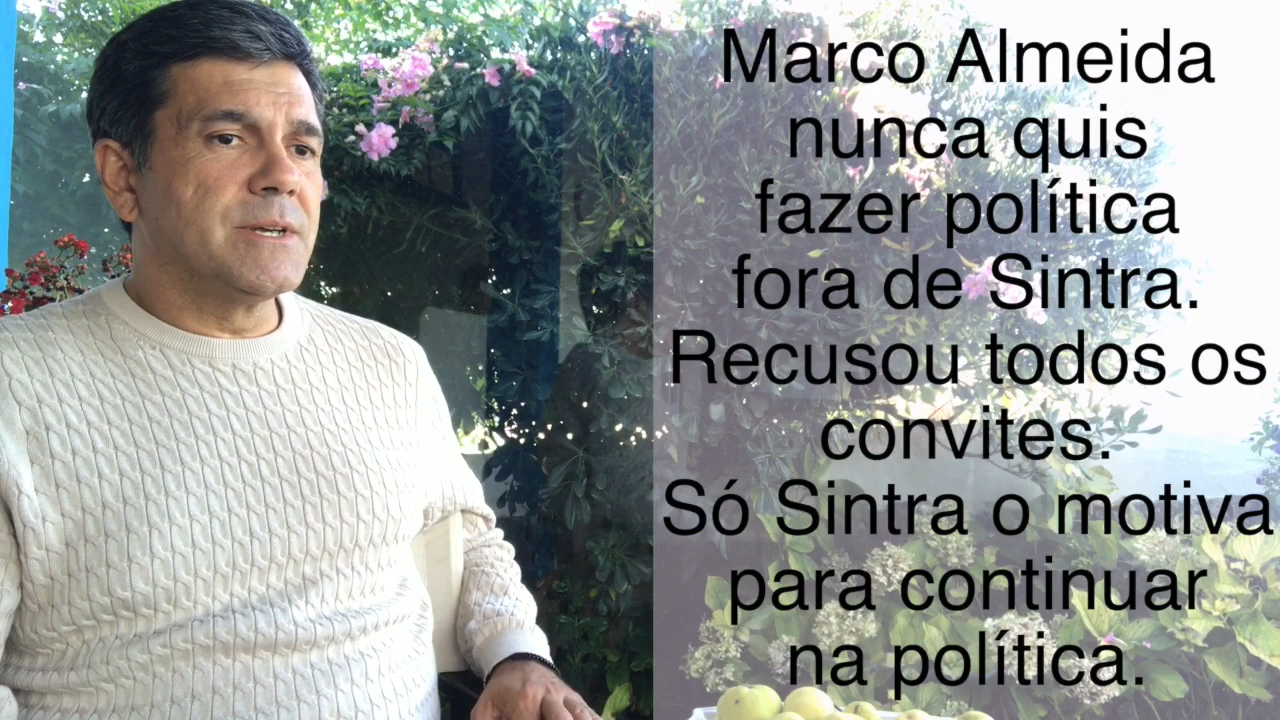 Marco Almeida
nunca quis
fazer política
fora de Sintra.
Recusou todos os
convites.
Só Sintra o motiva
para continuar
na política.